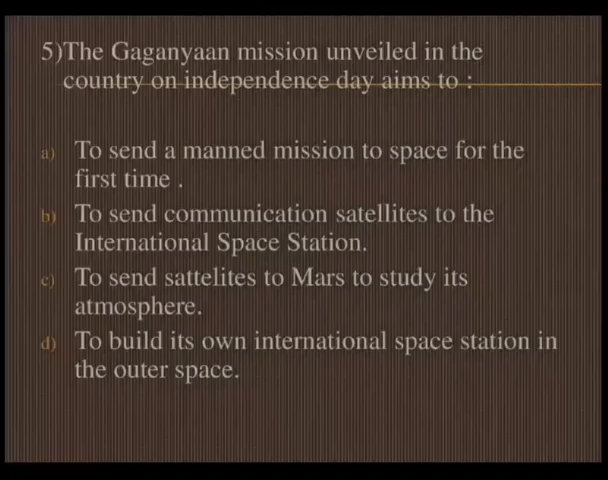 5)The Gaganyaan mission unveiled in the
country on independence day aims to :
a) To send a manned mission to space for the
first time .
b) To send communication satellites to the
International Space Station.
c) To send sattelites to Mars to study its
atmosphere.
d) To build its own international space station in
the outer space.